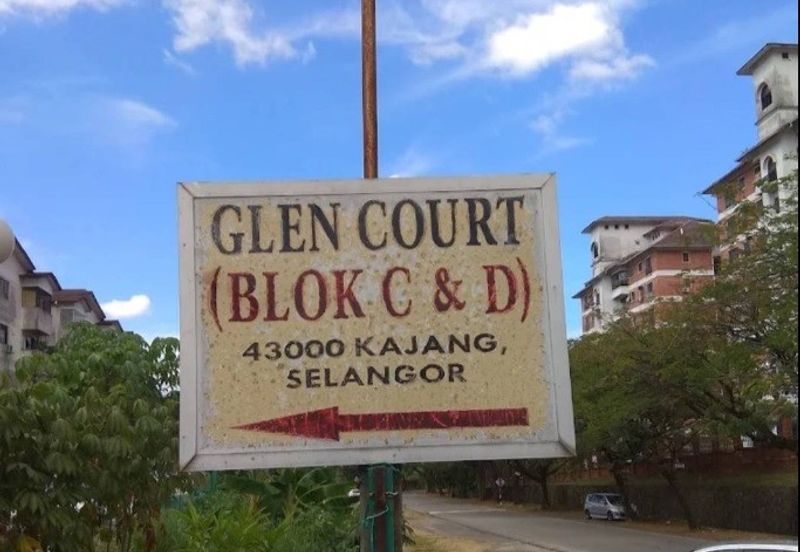 GLEN COURT
(BLOK C & D)
43000 KAJANG,
SELANGOR